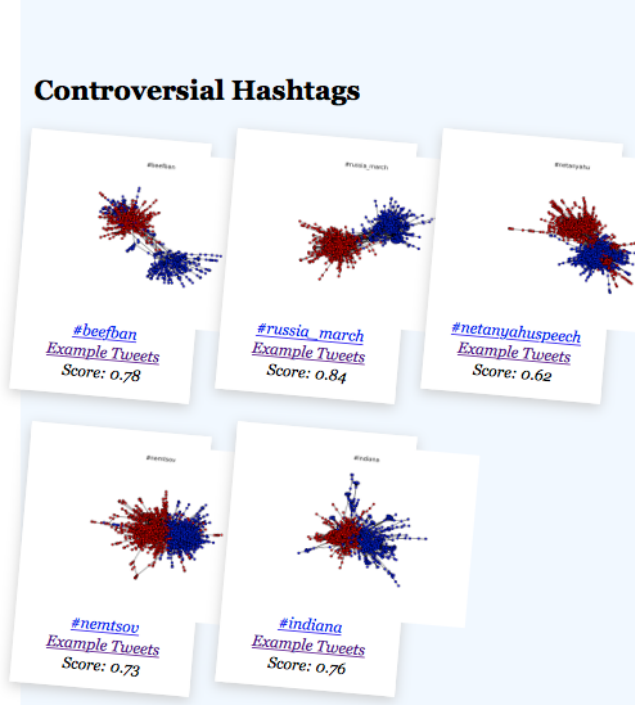 Controversial Hashtags
#beefban
#russia_march
#netanyahu
#beefban
Example Tweets
Score: 0.78
#russia_march
Example Tweets
Score: 0.84
#netanyahuspeech
Example Tweets
Score: 0.62
#nemtsov
#indiana
#nemtsov
Example Tweets
Score: 0.73
#indiana
Example Tweets
Score: 0.76